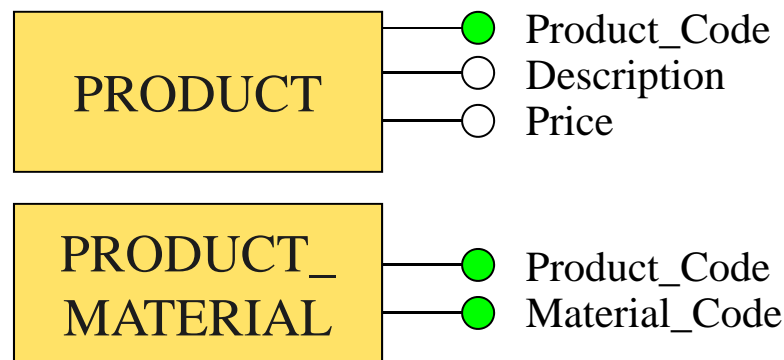 PRODUCT
Product_Code
Description
Price
PRODUCT_
MATERIAL
Product_Code
Material_Code